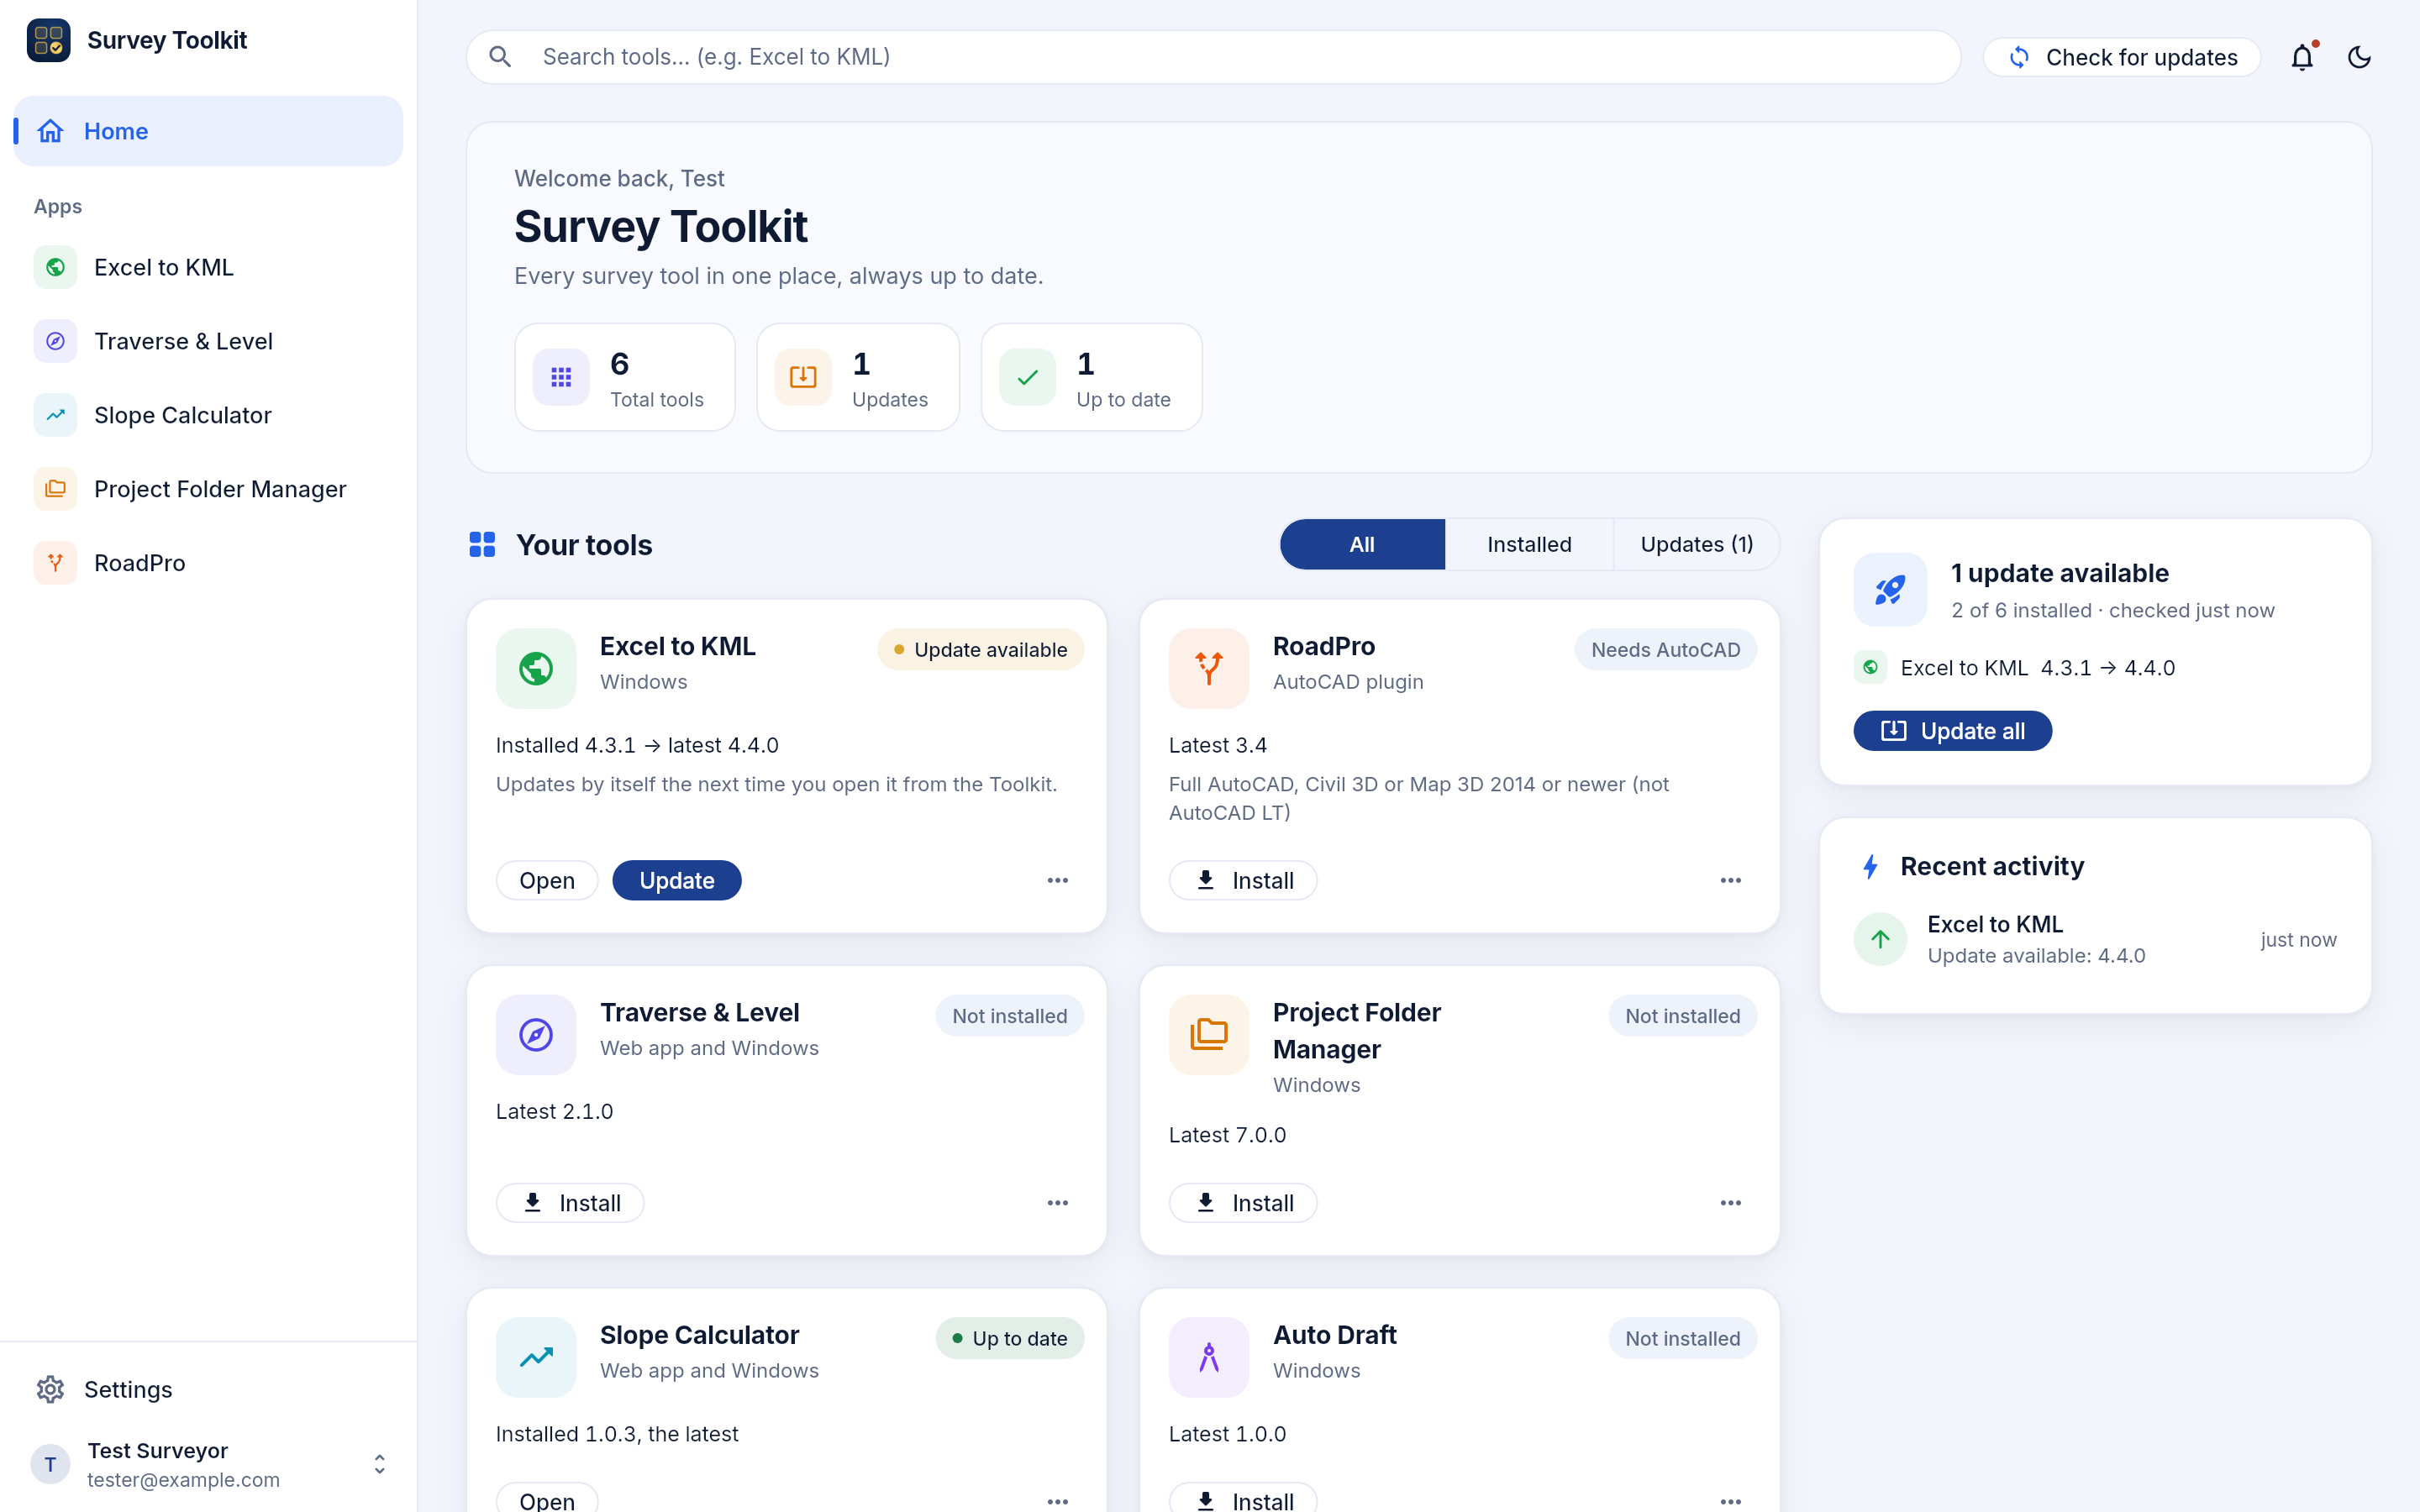 Survey Toolkit
Home
Apps
Excel to KML
Traverse & Level
Slope Calculator
Project Folder Manager
RoadPro
Settings
T
Test Surveyor
tester@example.com
Search tools... (e.g. Excel to KML)
Check for updates
Welcome back, Test
Survey Toolkit
Every survey tool in one place, always up to date.
6
Total tools
1
Updates
1
Up to date
Your tools
All
Installed
Updates (1)
Excel to KML
Windows
Update available
Installed 4.3.1 → latest 4.4.0
Updates by itself the next time you open it from the Toolkit.
Open
Update
RoadPro
AutoCAD plugin
Needs AutoCAD
Latest 3.4
Full AutoCAD, Civil 3D or Map 3D 2014 or newer (not
AutoCAD LT)
Install
Traverse & Level
Web app and Windows
Not installed
Latest 2.1.0
Install
Project Folder
Manager
Windows
Not installed
Latest 7.0.0
Install
Slope Calculator
Web app and Windows
Up to date
Installed 1.0.3, the latest
Open
Auto Draft
Windows
Not installed
Latest 1.0.0
Install
1 update available
2 of 6 installed · checked just now
Excel to KML 4.3.1 → 4.4.0
Update all
Recent activity
Excel to KML
Update available: 4.4.0
just now